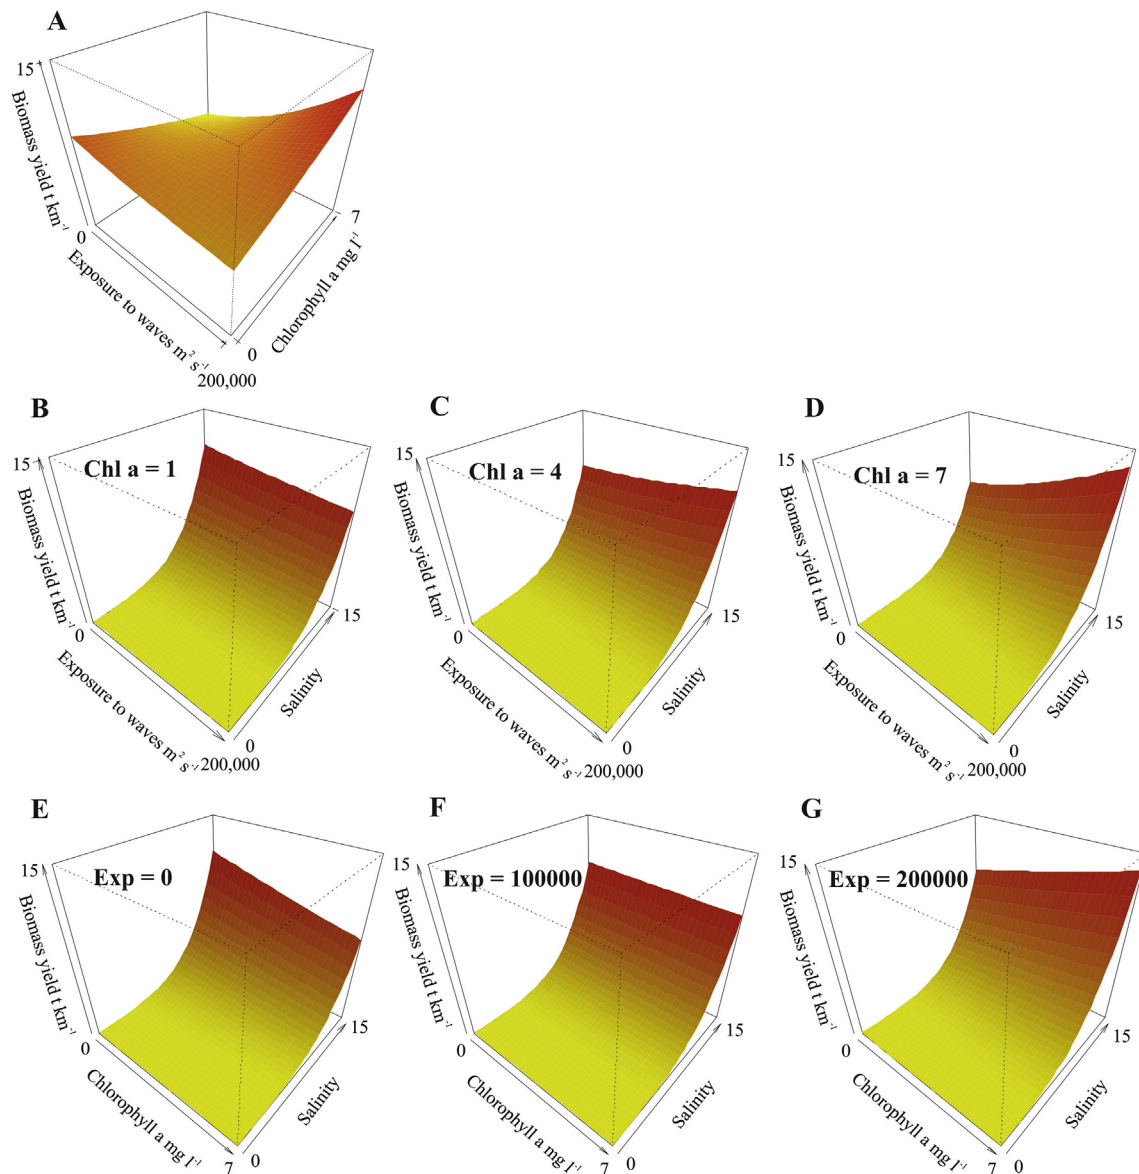 A
15
Biomass yield t km⁻¹
0
Exposure to waves m² s⁻¹
200,000
0
Chlorophyll a mg l⁻¹
7
B
15
Chl a = 1
Biomass yield t km⁻¹
0
Exposure to waves m² s⁻¹
200,000
0
Salinity
15
C
15
Chl a = 4
Biomass yield t km⁻¹
0
Exposure to waves m² s⁻¹
200,000
0
Salinity
15
D
15
Chl a = 7
Biomass yield t km⁻¹
0
Exposure to waves m² s⁻¹
200,000
0
Salinity
15
E
15
Exp = 0
Biomass yield t km⁻¹
0
Chlorophyll a mg l⁻¹
7
0
Salinity
15
F
15
Exp = 100000
Biomass yield t km⁻¹
0
Chlorophyll a mg l⁻¹
7
0
Salinity
15
G
15
Exp = 200000
Biomass yield t km⁻¹
0
Chlorophyll a mg l⁻¹
7
0
Salinity
15